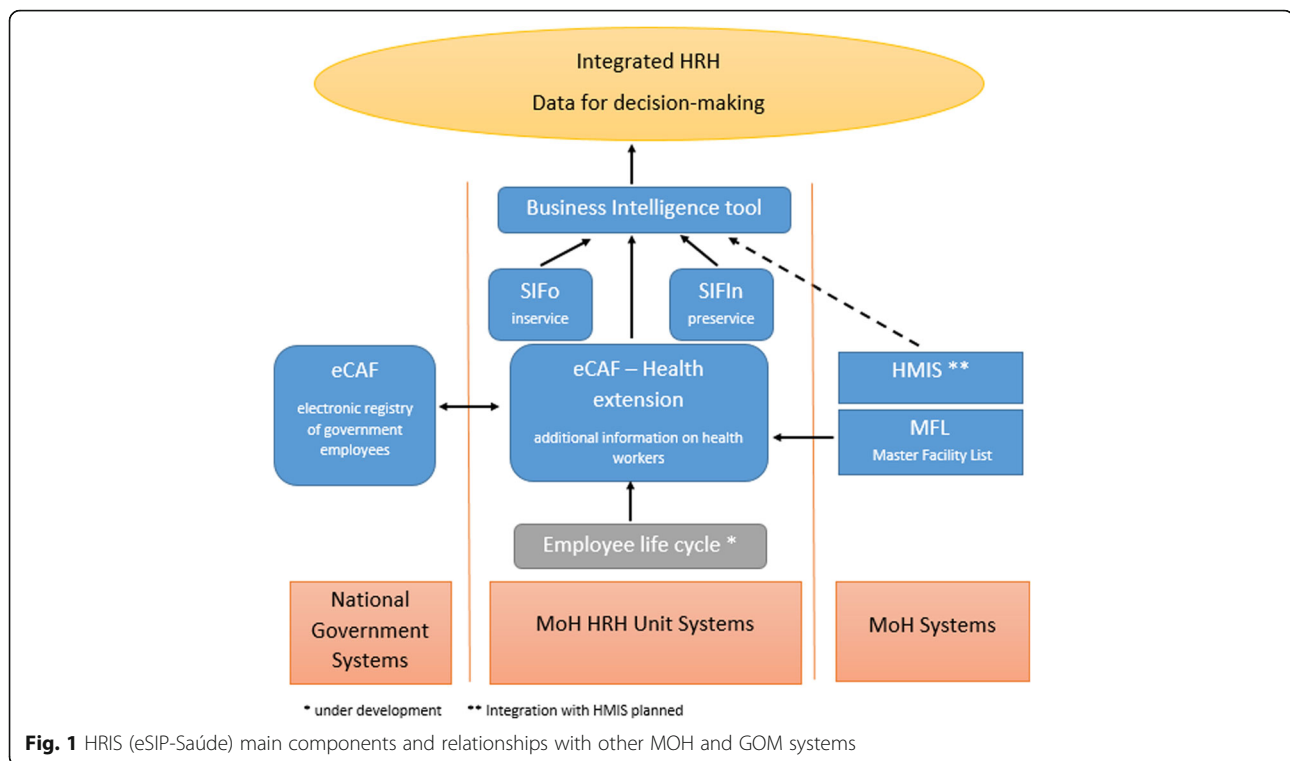 Integrated HRH
Data for decision-making
Business Intelligence tool
SIFo
inservice
SIFIn
preservice
eCAF
electronic registry
of government
employees
eCAF – Health
extension
additional information on health
workers
HMIS **
MFL
Master Facility List
Employee life cycle *
National
Government
Systems
MoH HRH Unit Systems
MoH Systems
* under development ** Integration with HMIS planned
Fig. 1 HRIS (eSIP-Saúde) main components and relationships with other MOH and GOM systems